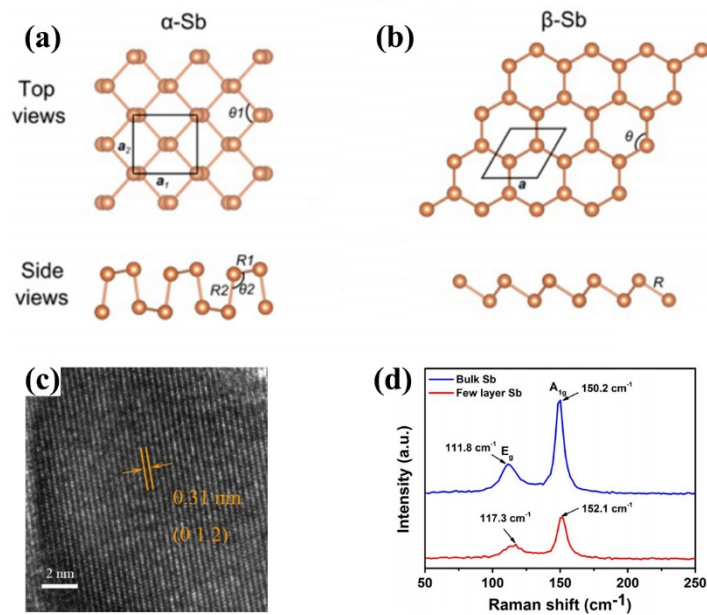 (a)
α-Sb
(b)
β-Sb
Top
views
θ1
a2
a1
θ
a
Side
views
R1
R2
θ2
R
(c)
0.31 nm
(0 1 2)
2 nm
(d)
Bulk Sb
Few layer Sb
A1g
150.2 cm-1
111.8 cm-1
Eg
117.3 cm-1
152.1 cm-1
Intensity (a.u.)
50 100 150 200 250
Raman shift (cm-1)